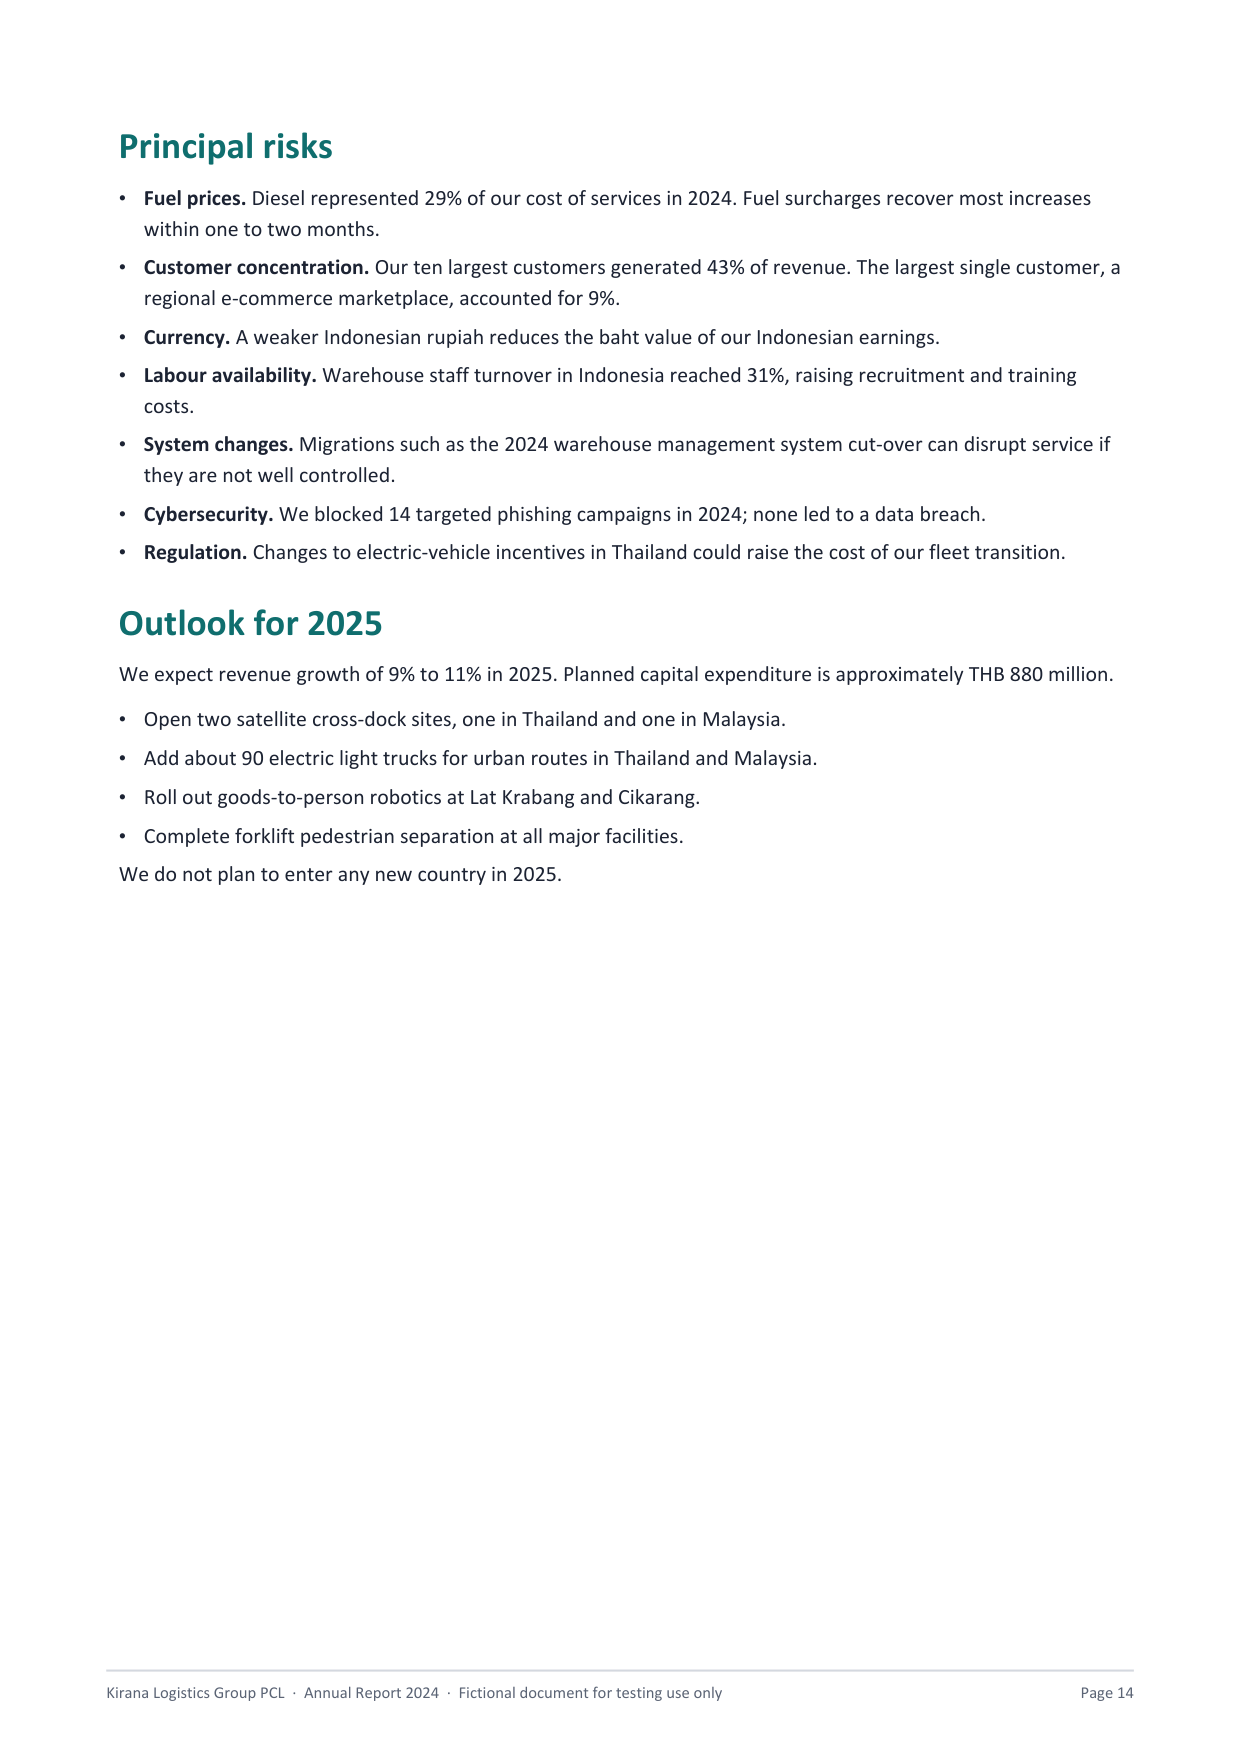 Principal risks
• Fuel prices. Diesel represented 29% of our cost of services in 2024. Fuel surcharges recover most increases
within one to two months.
• Customer concentration. Our ten largest customers generated 43% of revenue. The largest single customer, a
regional e-commerce marketplace, accounted for 9%.
• Currency. A weaker Indonesian rupiah reduces the baht value of our Indonesian earnings.
• Labour availability. Warehouse staff turnover in Indonesia reached 31%, raising recruitment and training
costs.
• System changes. Migrations such as the 2024 warehouse management system cut-over can disrupt service if
they are not well controlled.
• Cybersecurity. We blocked 14 targeted phishing campaigns in 2024; none led to a data breach.
• Regulation. Changes to electric-vehicle incentives in Thailand could raise the cost of our fleet transition.
Outlook for 2025
We expect revenue growth of 9% to 11% in 2025. Planned capital expenditure is approximately THB 880 million.
• Open two satellite cross-dock sites, one in Thailand and one in Malaysia.
• Add about 90 electric light trucks for urban routes in Thailand and Malaysia.
• Roll out goods-to-person robotics at Lat Krabang and Cikarang.
• Complete forklift pedestrian separation at all major facilities.
We do not plan to enter any new country in 2025.
Kirana Logistics Group PCL · Annual Report 2024 · Fictional document for testing use only Page 14